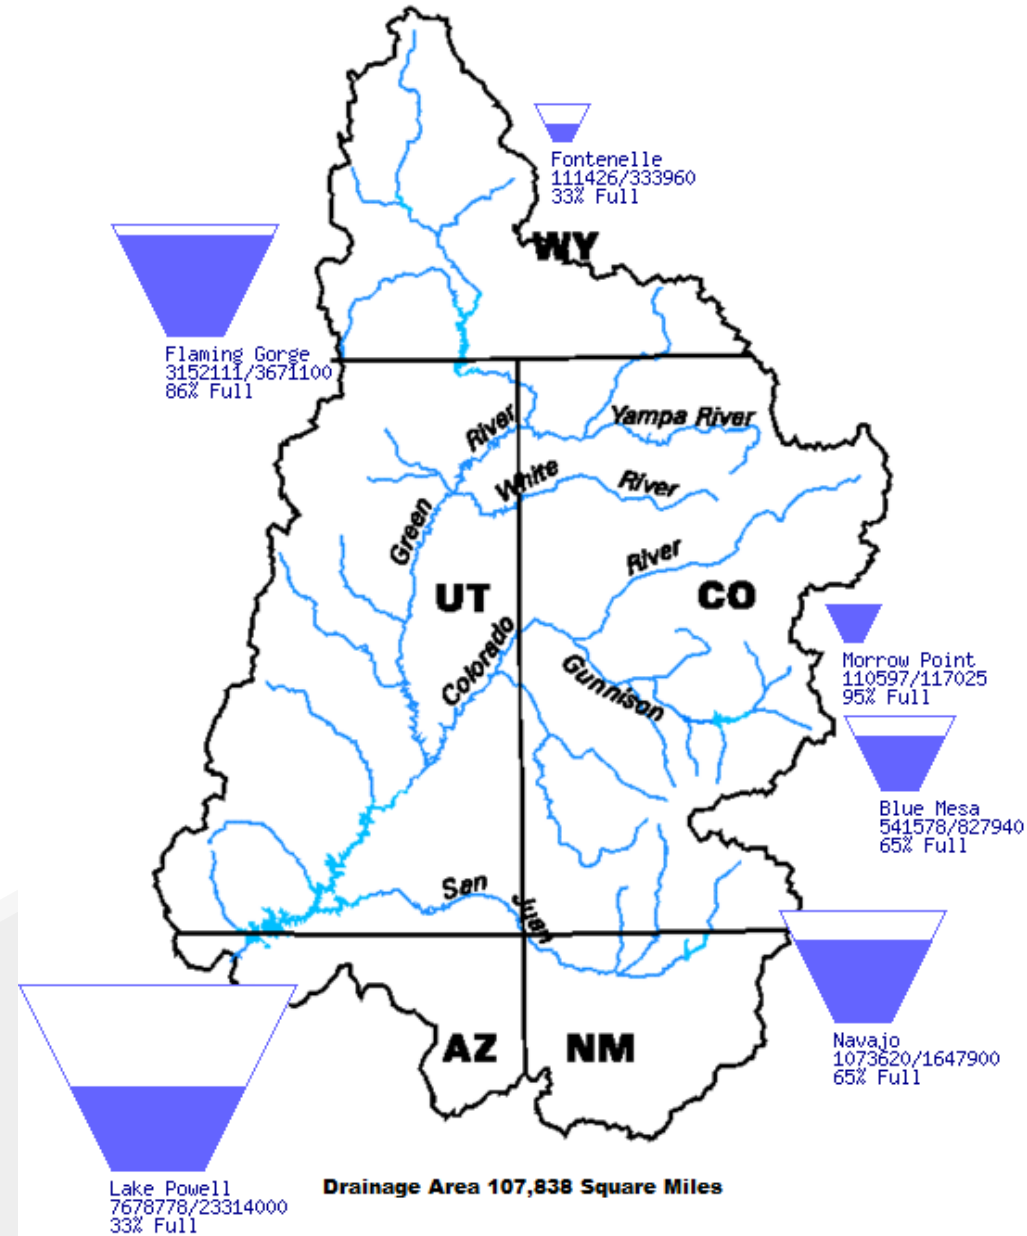 Fontenelle
111426/333960
33% Full
WY
Flaming Gorge
3152111/3671100
86% Full
Yampa River
River
White
River
Green
River
UT
CO
Colorado
Gunnison
Morrow Point
110597/117025
95% Full
Blue Mesa
541578/827940
65% Full
San
Juan
AZ
NM
Navajo
1073620/1647900
65% Full
Lake Powell
7678778/23314000
33% Full
Drainage Area 107,838 Square Miles